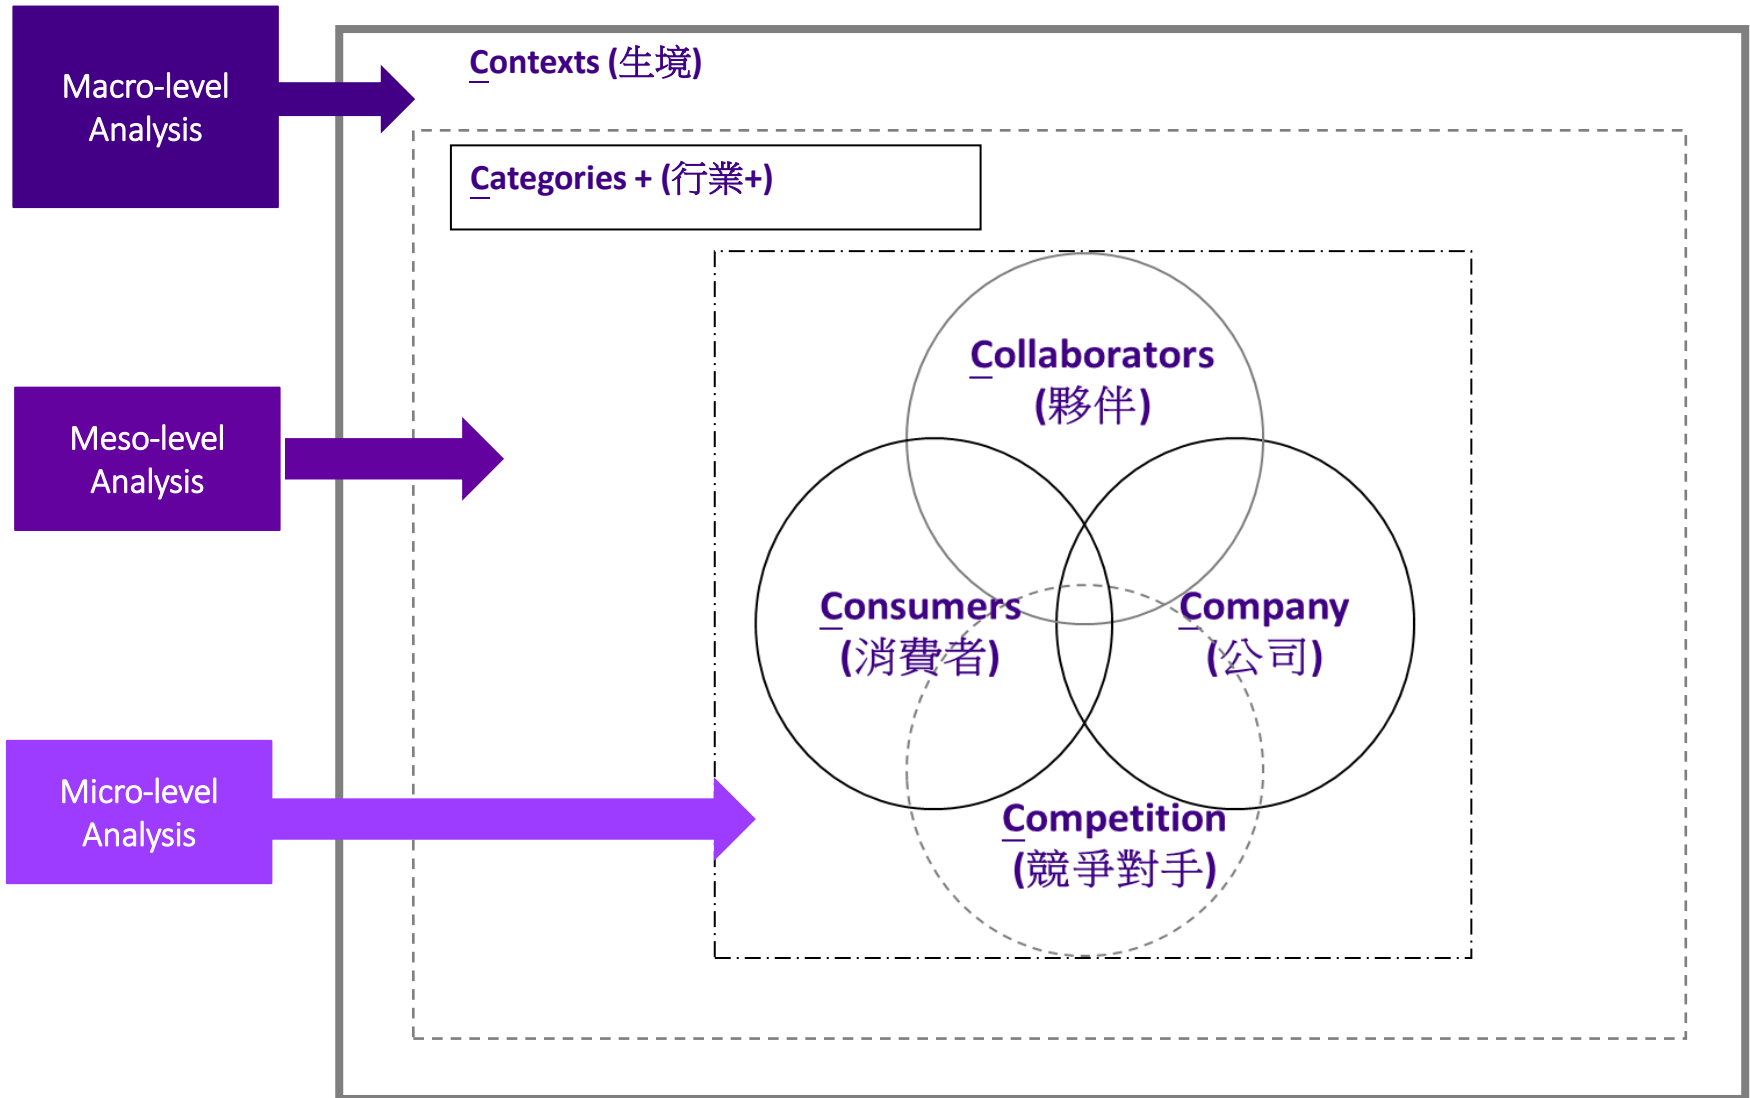 Macro-level
Analysis
Contexts (生境)
Categories + (行業+)
Collaborators
(夥伴)
Meso-level
Analysis
Consumers
(消費者)
Company
(公司)
Micro-level
Analysis
Competition
(競爭對手)